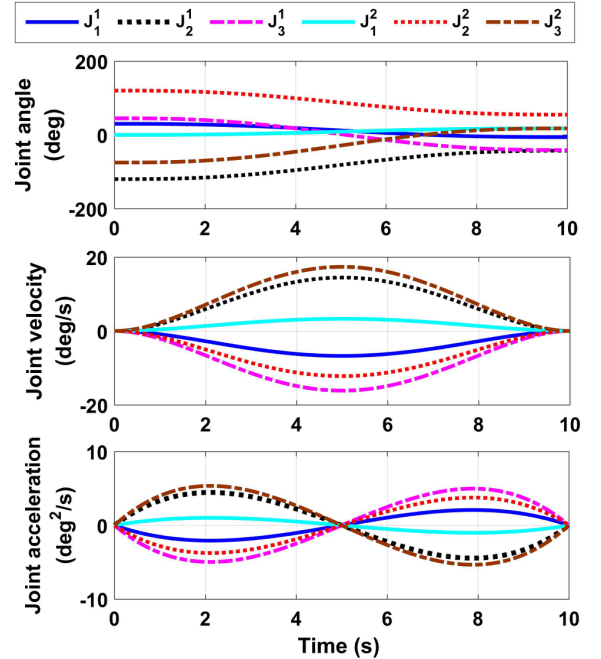 J₁¹ J₂¹ J₃¹ J₁² J₂² J₃²
Joint angle
(deg)
200
0
-200
0 2 4 6 8 10
Joint velocity
(deg/s)
20
0
-20
0 2 4 6 8 10
Joint acceleration
(deg²/s)
10
0
-10
0 2 4 6 8 10
Time (s)